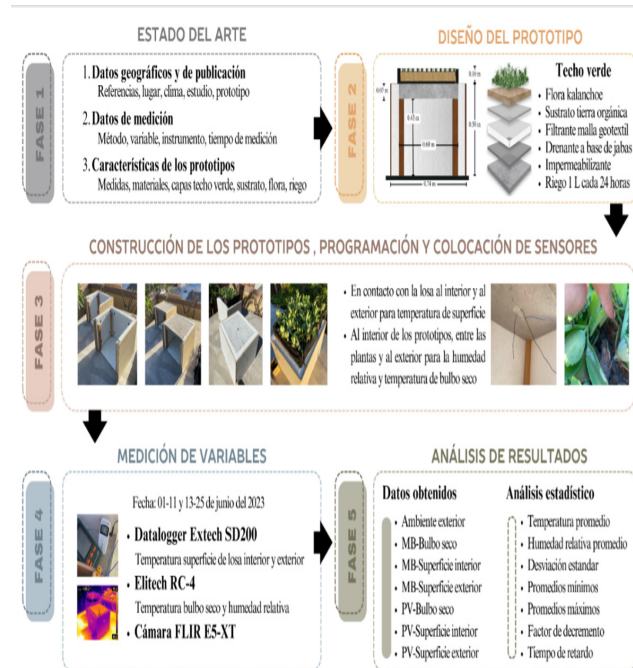 ESTADO DEL ARTE
FASE 1
1. Datos geográficos y de publicación
Referencias, lugar, clima, estudio, prototipo
2. Datos de medición
Método, variable, instrumento, tiempo de medición
3. Características de los prototipos
Medidas, materiales, capas techo verde, sustrato, flora, riego
DISEÑO DEL PROTOTIPO
FASE 2
0.45 m
0.60 m
0.74 m
Techo verde
• Flora kalanchoe
• Sustrato tierra orgánica
• Filtrante malla geotextil
• Drenante a base de jabas
• Impermeabilizante
• Riego 1 L cada 24 horas
CONSTRUCCIÓN DE LOS PROTOTIPOS , PROGRAMACIÓN Y COLOCACIÓN DE SENSORES
FASE 3
• En contacto con la losa al interior y al
exterior para temperatura de superficie
• Al interior de los prototipos, entre las
plantas y al exterior para la humedad
relativa y temperatura de bulbo seco
MEDICIÓN DE VARIABLES
FASE 4
Fecha: 01-11 y 13-25 de junio del 2023
• Datalogger Extech SD200
Temperatura superficie de losa interior y exterior
• Elitech RC-4
Temperatura bulbo seco y humedad relativa
• Cámara FLIR E5-XT
ANÁLISIS DE RESULTADOS
FASE 5
Datos obtenidos
• Ambiente exterior
• MB-Bulbo seco
• MB-Superficie interior
• MB-Superficie exterior
• PV-Bulbo seco
• PV-Superficie interior
• PV-Superficie exterior
Análisis estadístico
• Temperatura promedio
• Humedad relativa promedio
• Desviación estandar
• Promedios mínimos
• Promedios máximos
• Factor de decremento
• Tiempo de retardo